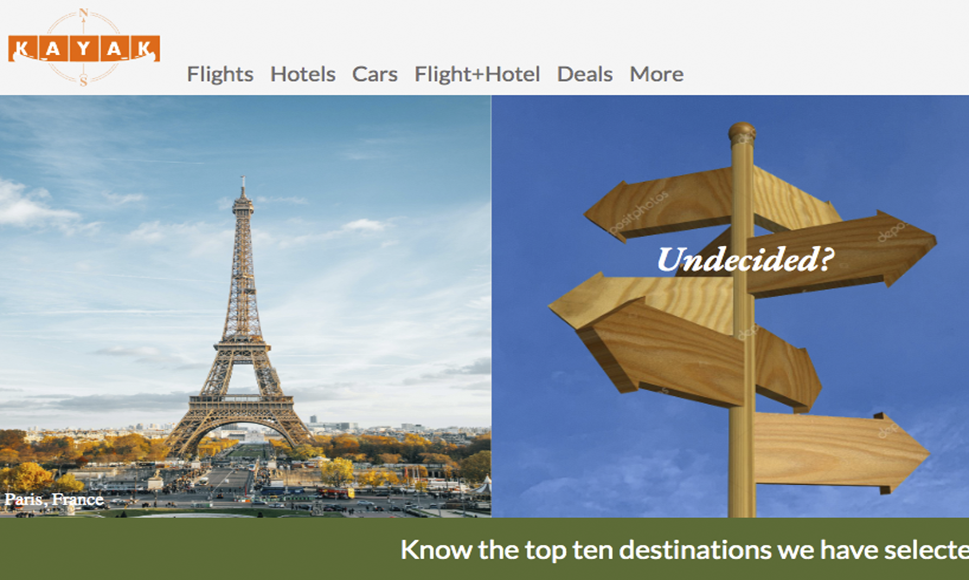 N
KAYAK
S
Flights Hotels Cars Flight+Hotel Deals More
depositphotos
depo
Undecided?
Paris, France
Know the top ten destinations we have selecte